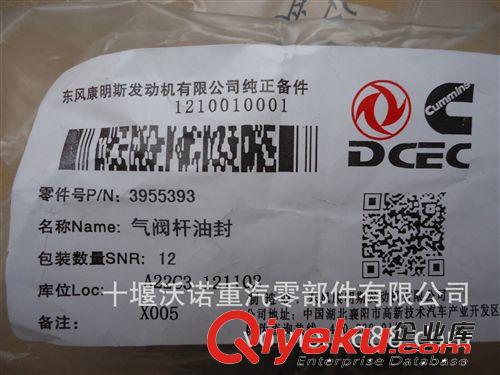 东风康明斯发动机有限公司纯正备件
1210010001
Cummins
DCEC
零件号P/N: 3955393
名称Name: 气阀杆油封
包装数量SNR: 12
库位Loc: A22C3-121102
十堰沃诺重汽零部件有限公司
中国湖北襄阳市高新技术汽车产业开发区
备注: X005
Qiyeku.com 企业库
Enterprise Database